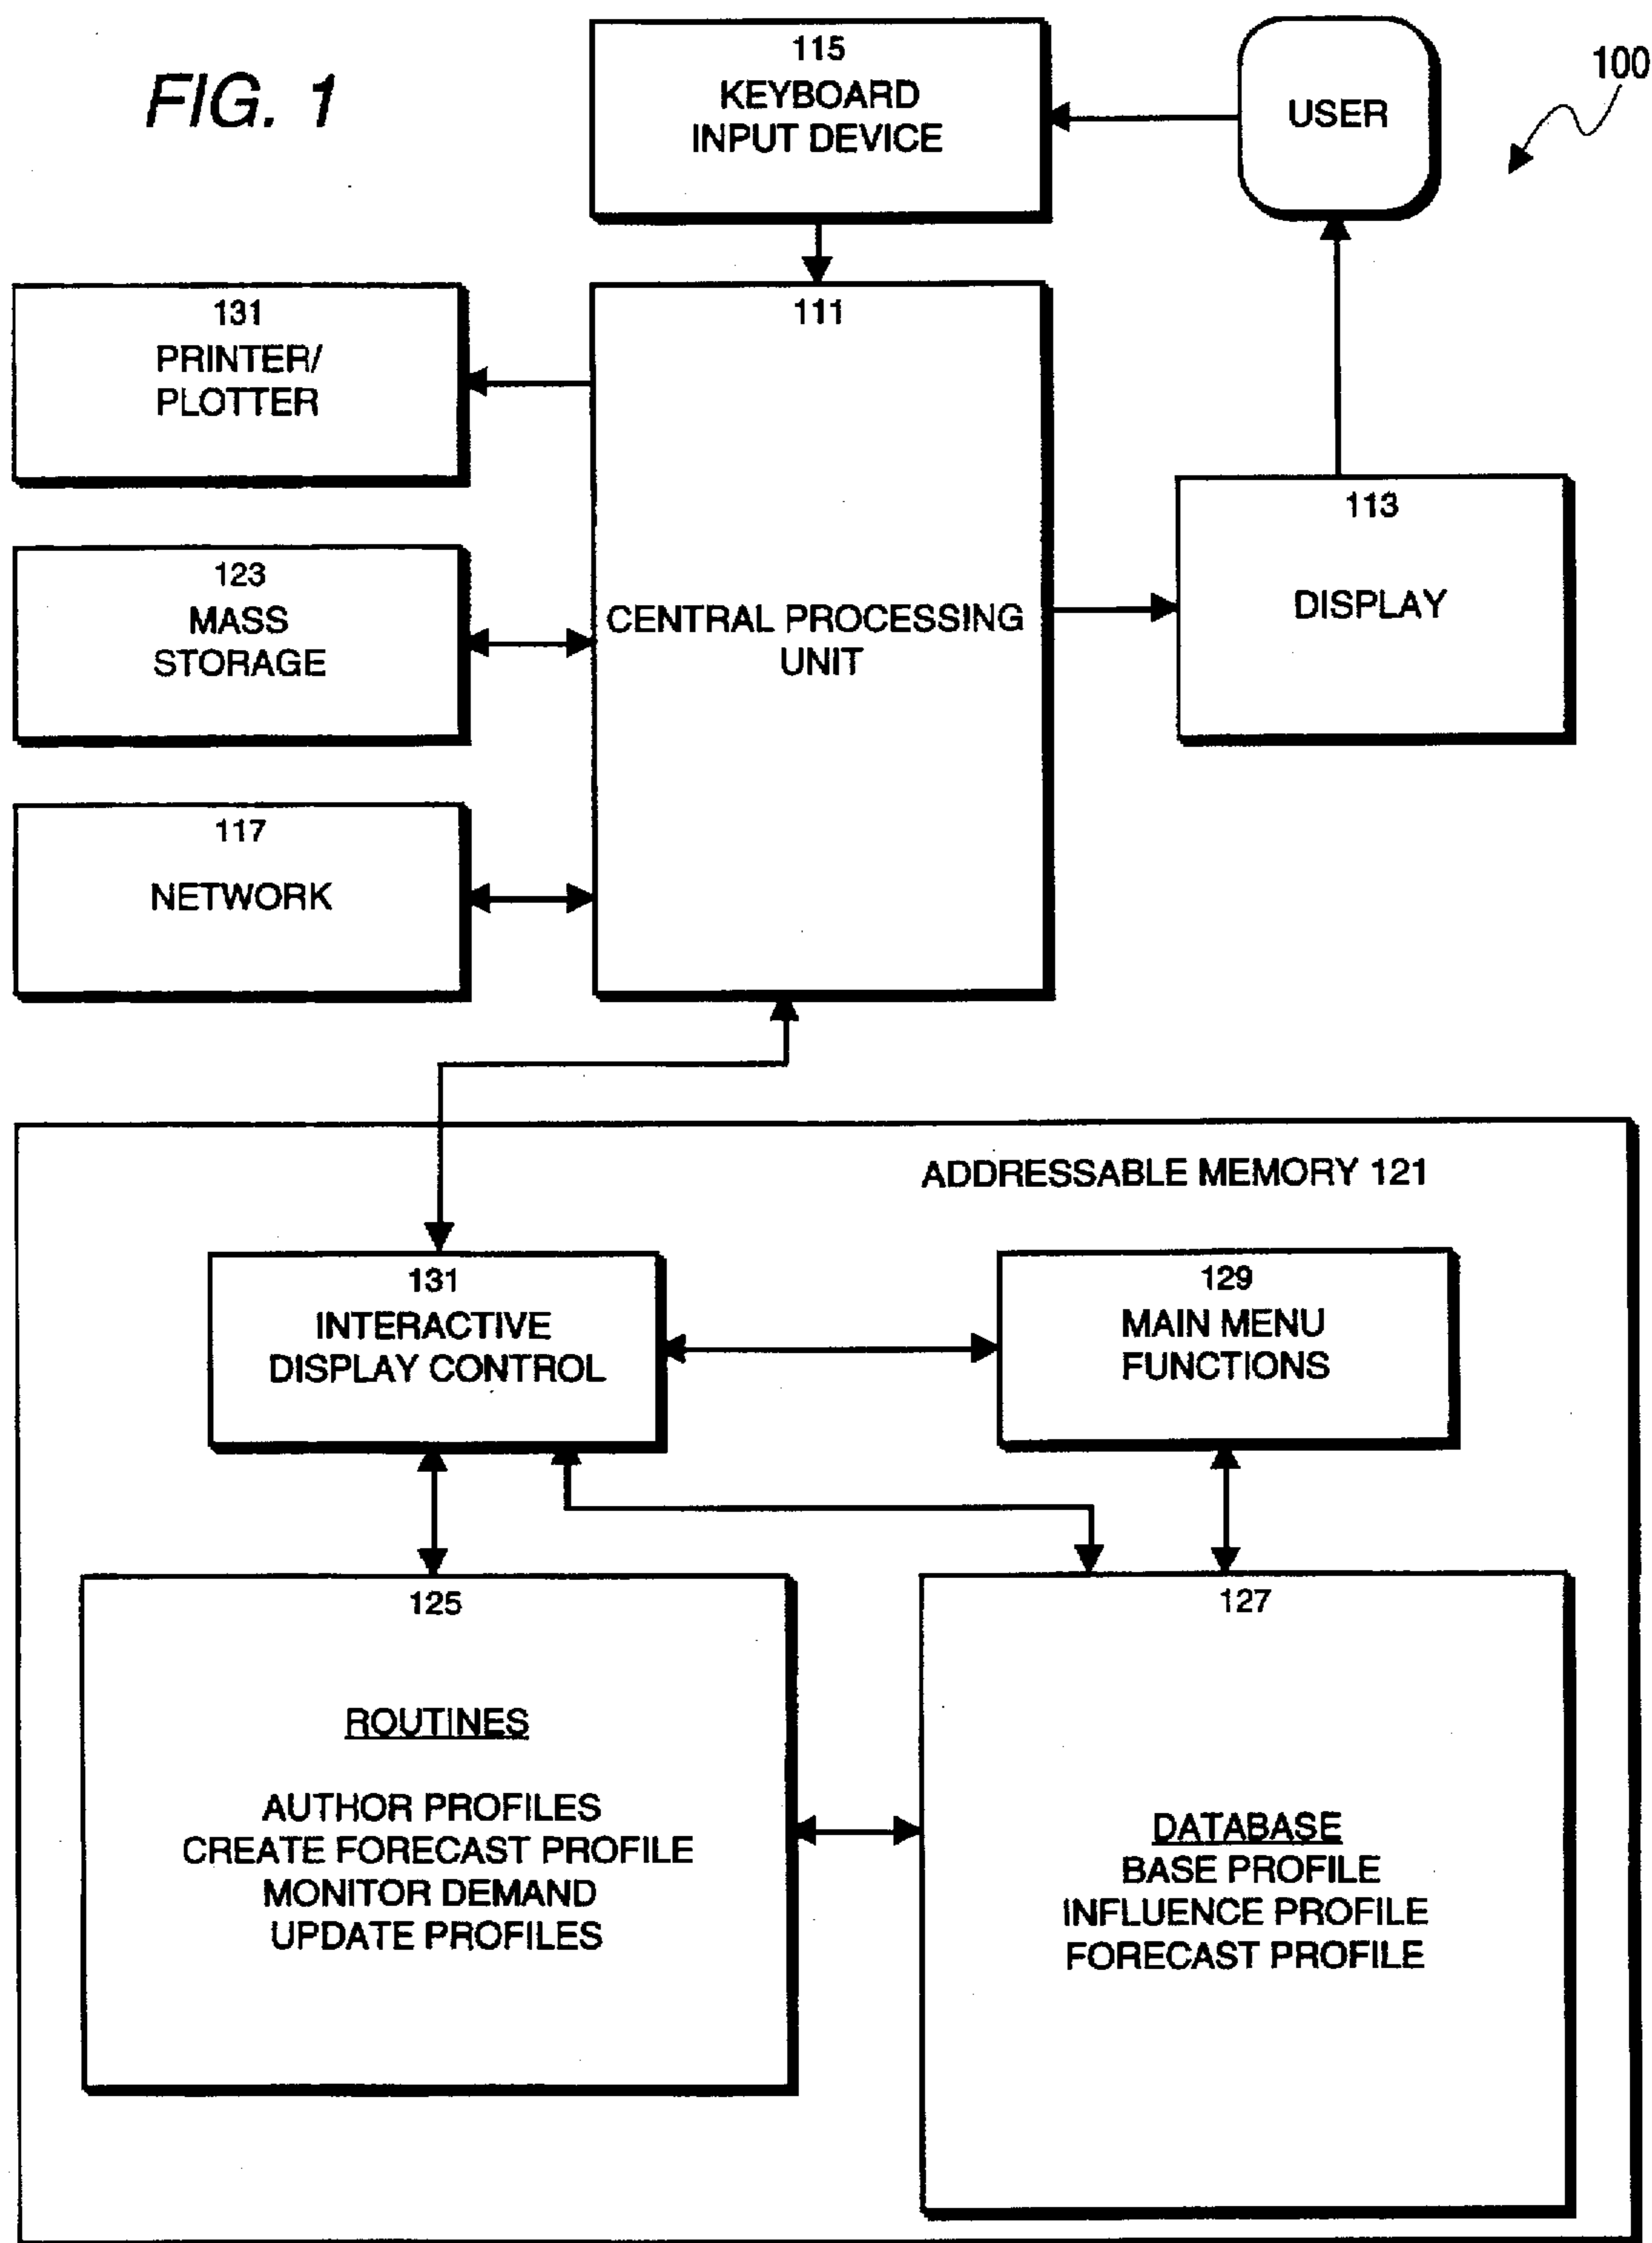 FIG. 1
115
KEYBOARD
INPUT DEVICE
USER
100
131
PRINTER/
PLOTTER
111
CENTRAL PROCESSING
UNIT
113
DISPLAY
123
MASS
STORAGE
117
NETWORK
ADDRESSABLE MEMORY 121
131
INTERACTIVE
DISPLAY CONTROL
129
MAIN MENU
FUNCTIONS
125
ROUTINES
AUTHOR PROFILES
CREATE FORECAST PROFILE
MONITOR DEMAND
UPDATE PROFILES
127
DATABASE
BASE PROFILE
INFLUENCE PROFILE
FORECAST PROFILE